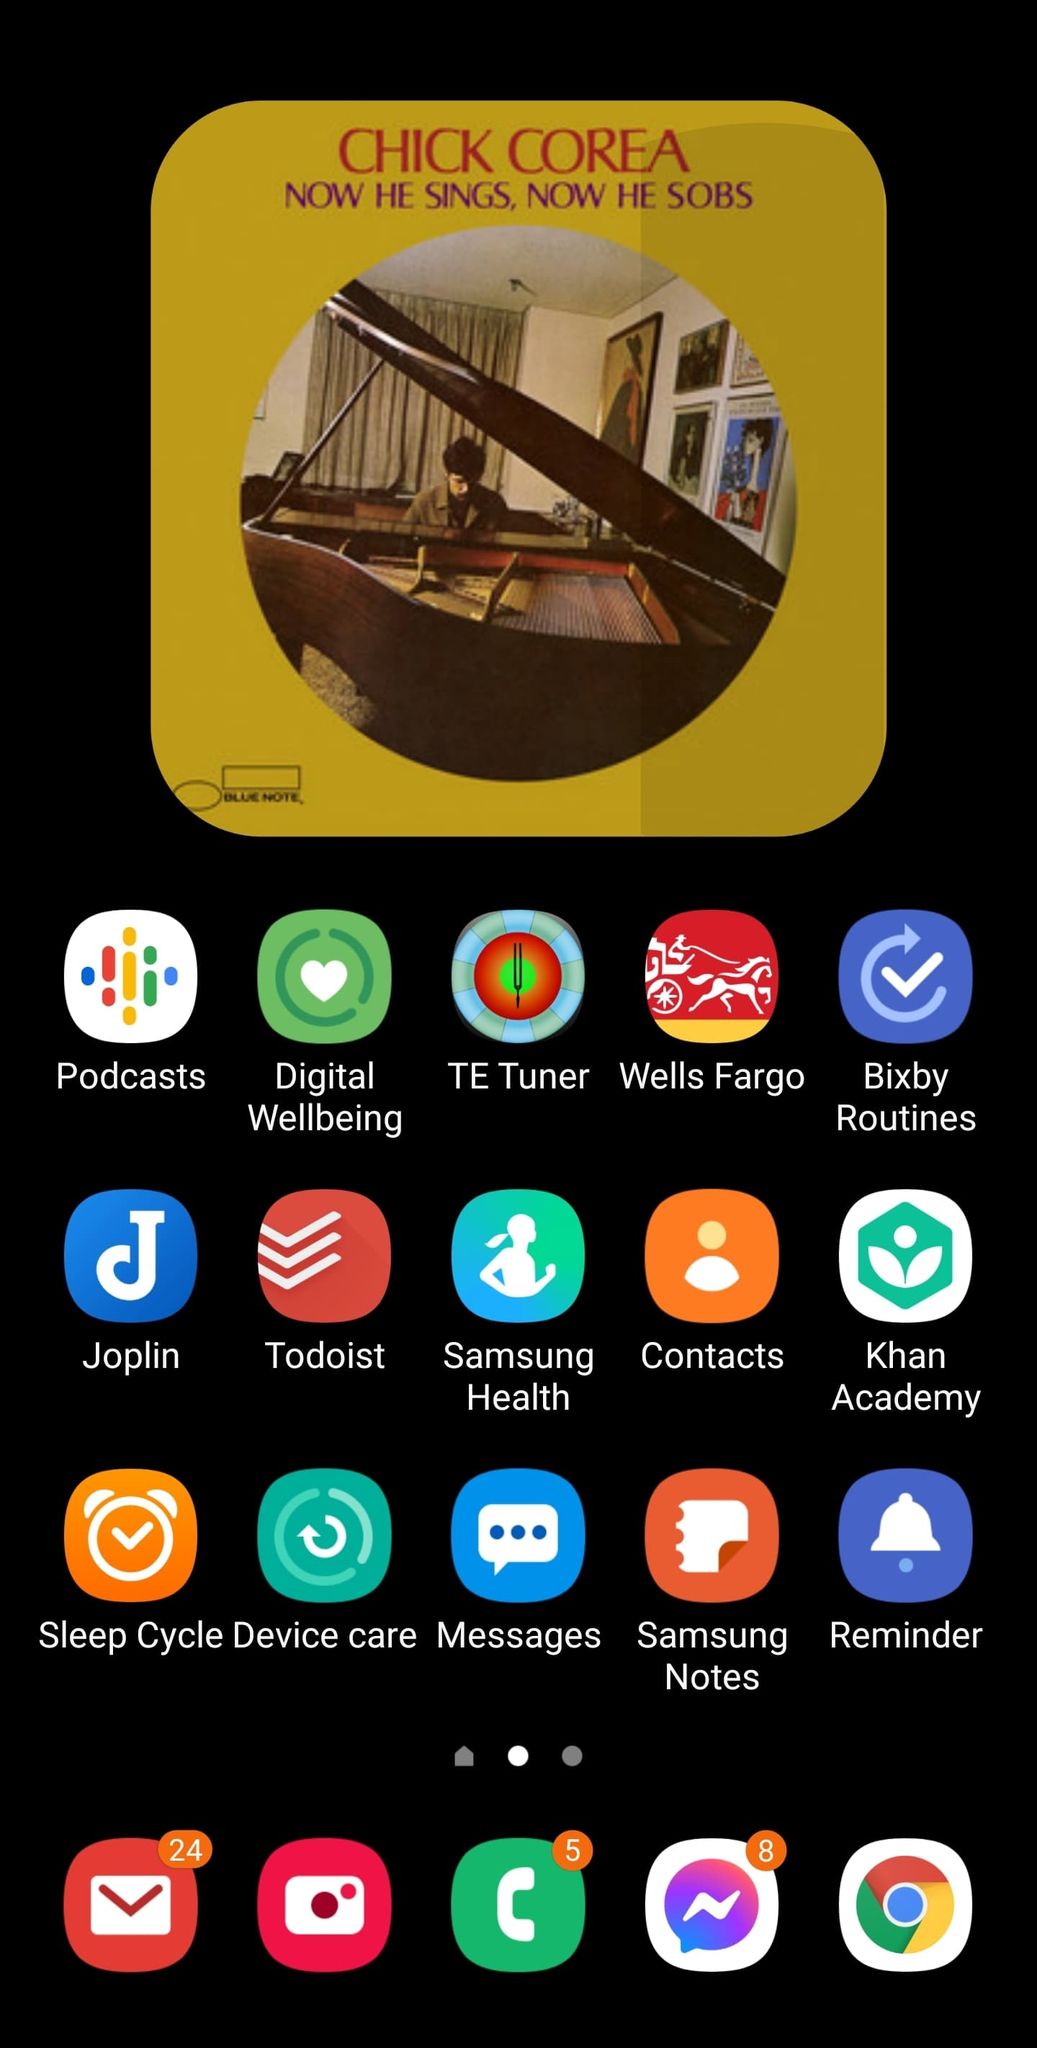 CHICK COREA
NOW HE SINGS, NOW HE SOBS
BLUE NOTE
Podcasts
Digital
Wellbeing
TE Tuner
Wells Fargo
Bixby
Routines
Joplin
Todoist
Samsung
Health
Contacts
Khan
Academy
Sleep Cycle
Device care
Messages
Samsung
Notes
Reminder
24
5
8